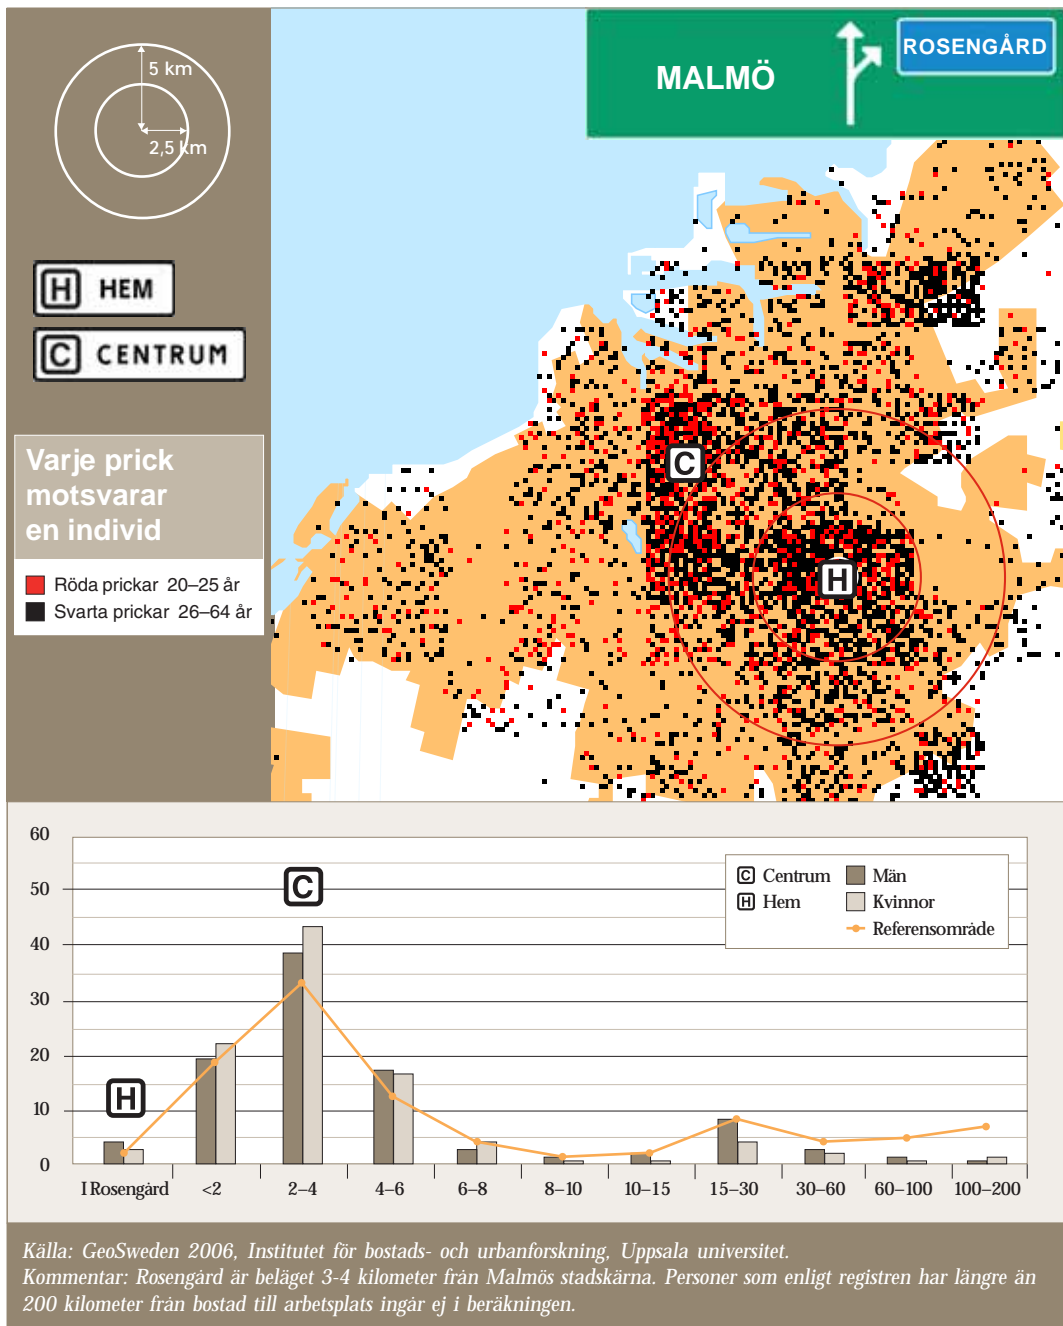 5 km
2,5 km
MALMÖ
ROSENGÅRD
H HEM
C CENTRUM
Varje prick
motsvarar
en individ
Röda prickar 20–25 år
Svarta prickar 26–64 år
C
H
60
50
40
30
20
10
0
H
C
C Centrum
H Hem
Män
Kvinnor
Referensområde
I Rosengård
<2
2–4
4–6
6–8
8–10
10–15
15–30
30–60
60–100
100–200
Källa: GeoSweden 2006, Institutet för bostads- och urbanforskning, Uppsala universitet.
Kommentar: Rosengård är beläget 3-4 kilometer från Malmös stadskärna. Personer som enligt registren har längre än
200 kilometer från bostad till arbetsplats ingår ej i beräkningen.